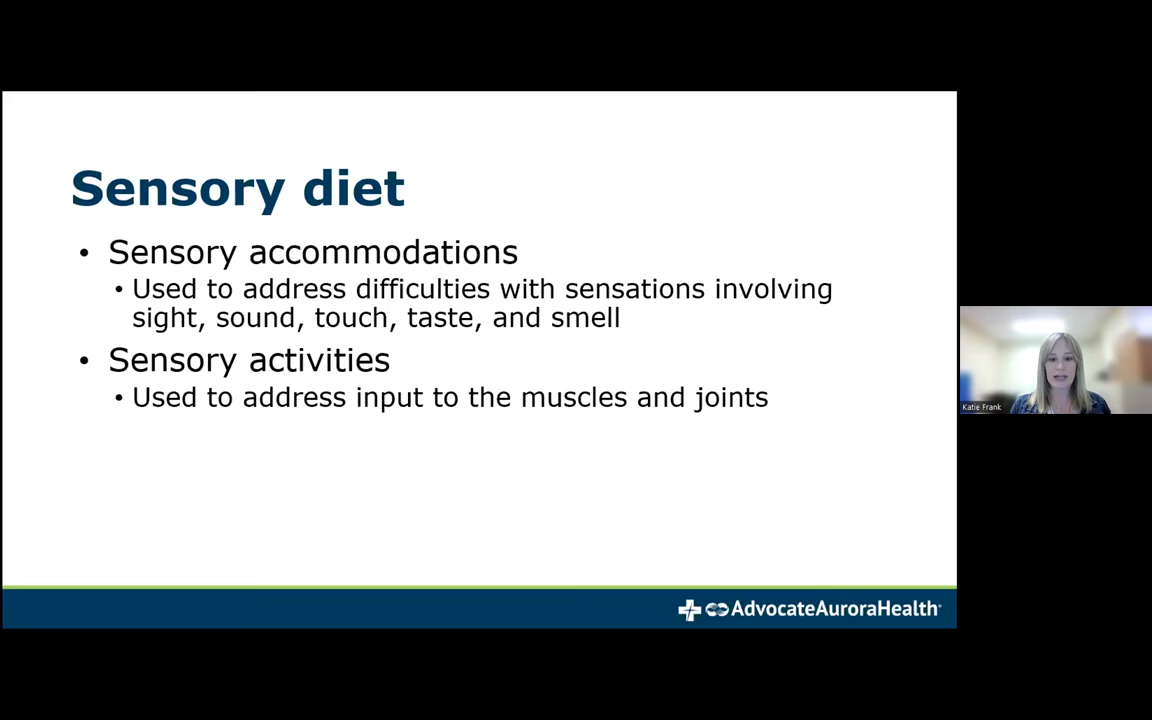 Sensory diet
• Sensory accommodations
• Used to address difficulties with sensations involving
sight, sound, touch, taste, and smell
• Sensory activities
• Used to address input to the muscles and joints
Katie Frank
AdvocateAuroraHealth®